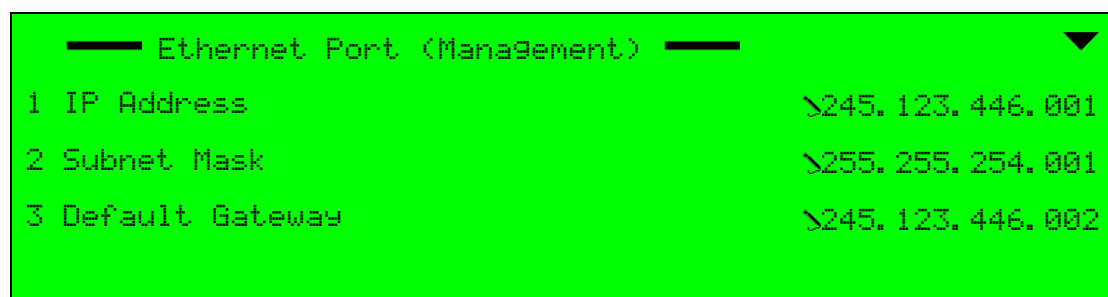 Ethernet Port (Management)
1 IP Address 245.123.446.001
2 Subnet Mask 255.255.254.001
3 Default Gateway 245.123.446.002